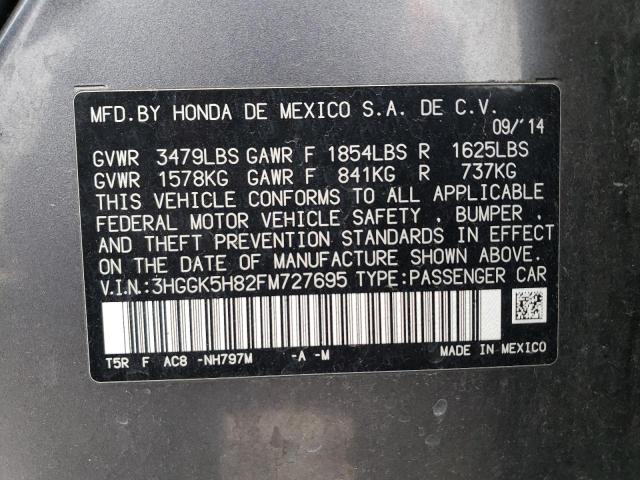 MFD.BY HONDA DE MEXICO S.A. DE C.V.
09/'14
GVWR 3479LBS GAWR F 1854LBS R 1625LBS
GVWR 1578KG GAWR F 841KG R 737KG
THIS VEHICLE CONFORMS TO ALL APPLICABLE
FEDERAL MOTOR VEHICLE SAFETY , BUMPER ,
AND THEFT PREVENTION STANDARDS IN EFFECT
ON THE DATE OF MANUFACTURE SHOWN ABOVE.
V.I.N.:3HGGK5H82FM727695 TYPE:PASSENGER CAR
T5R F AC8 -NH797M -A -M MADE IN MEXICO